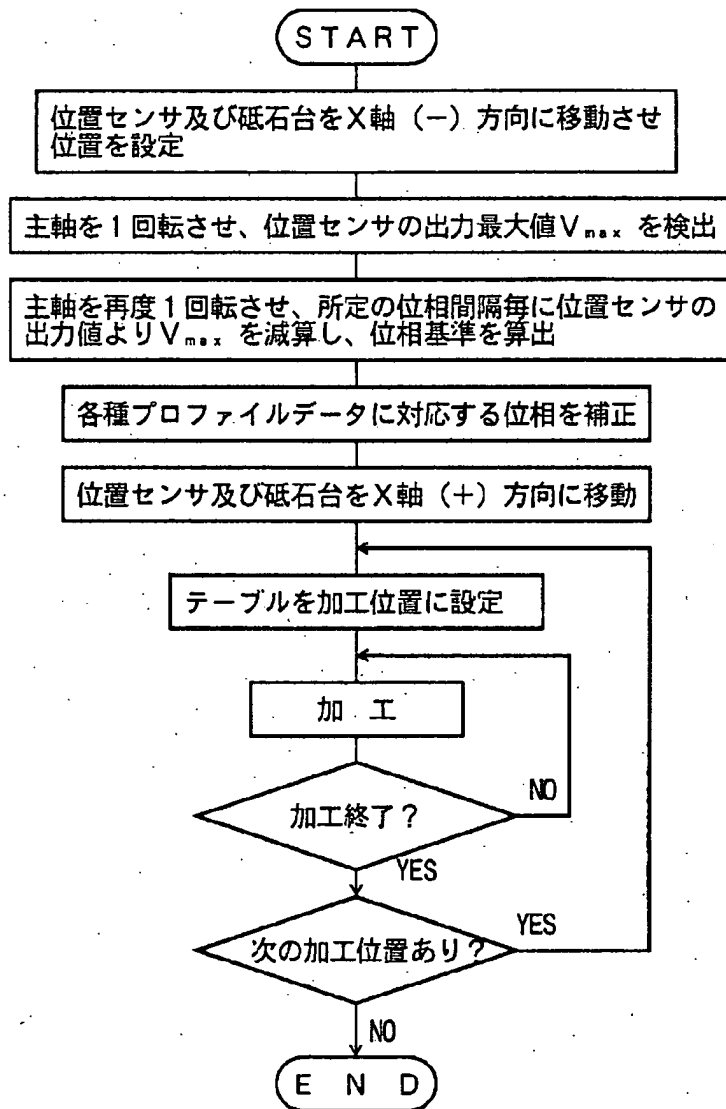 START
位置センサ及び砥石台をX軸（−）方向に移動させ
位置を設定
主軸を1回転させ、位置センサの出力最大値Vmax を検出
主軸を再度1回転させ、所定の位相間隔毎に位置センサの
出力値よりVmax を減算し、位相基準を算出
各種プロファイルデータに対応する位相を補正
位置センサ及び砥石台をX軸（+）方向に移動
テーブルを加工位置に設定
加 工
加工終了？
NO
YES
次の加工位置あり？
YES
NO
END